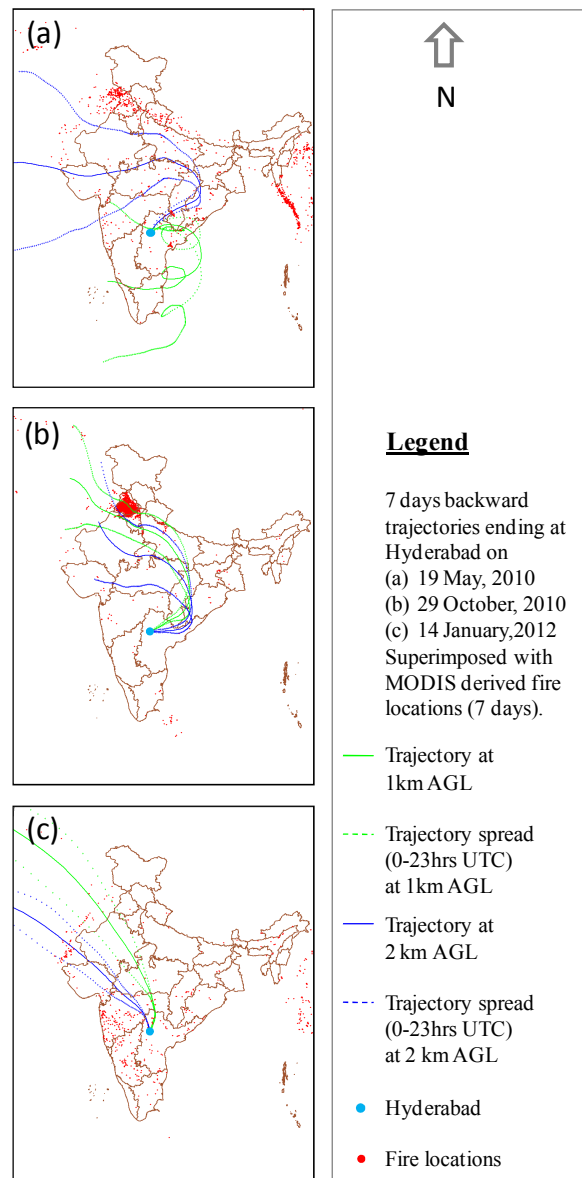 (a)
(b)
(c)
N
Legend
7 days backward
trajectories ending at
Hyderabad on
(a) 19 May, 2010
(b) 29 October, 2010
(c) 14 January,2012
Superimposed with
MODIS derived fire
locations (7 days).
Trajectory at
1km AGL
Trajectory spread
(0-23hrs UTC)
at 1km AGL
Trajectory at
2 km AGL
Trajectory spread
(0-23hrs UTC)
at 2 km AGL
Hyderabad
Fire locations